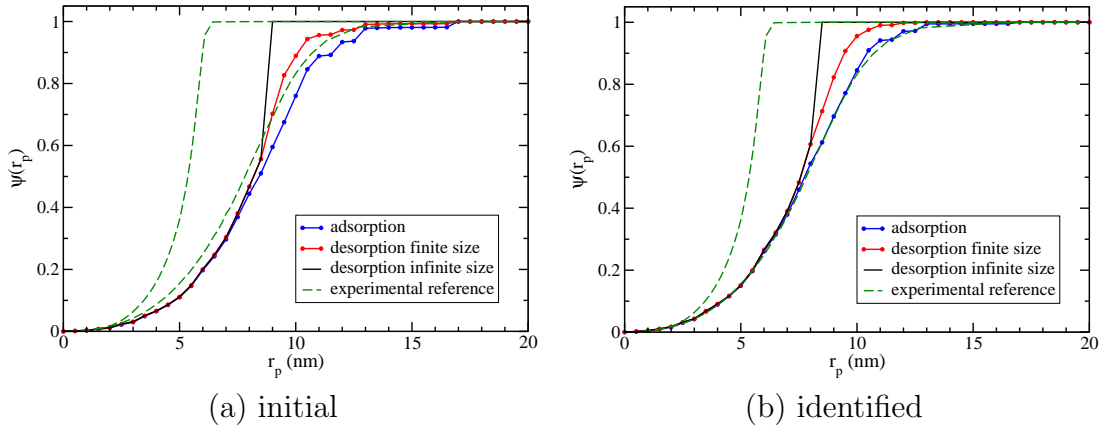 1
0.8
0.6
0.4
0.2
0
ψ(r_p)
adsorption
desorption finite size
desorption infinite size
experimental reference
0 5 10 15 20
r_p (nm)
(a) initial
1
0.8
0.6
0.4
0.2
0
ψ(r_p)
adsorption
desorption finite size
desorption infinite size
experimental reference
0 5 10 15 20
r_p (nm)
(b) identified